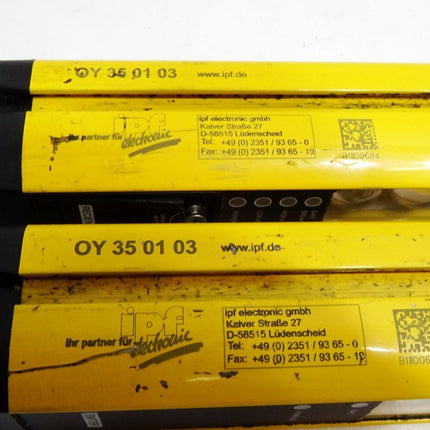 OY 35 01 03 www.ipf.de
ipf
Ihr partner für electronic
ipf electronic gmbh
Kalver Straße 27
D-58515 Lüdenscheid
Tel: +49 (0) 2351 / 93 65 - 0
Fax: +49 (0) 2351 / 93 65 - 19
B1100684
OY 35 01 03 www.ipf.de
ipf
Ihr partner für electronic
ipf electronic gmbh
Kalver Straße 27
D-58515 Lüdenscheid
Tel: +49 (0) 2351 / 93 65 - 0
Fax: +49 (0) 2351 / 93 65 - 19